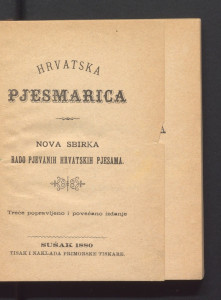 HRVATSKA
PJESMARICA
NOVA SBIRKA
RADO PJEVANIH HRVATSKIH PJESAMA.
Treće popravljeno i povećano izdanje
SUŠAK 1880
TISAK I NAKLADA PRIMORSKE TISKARE.